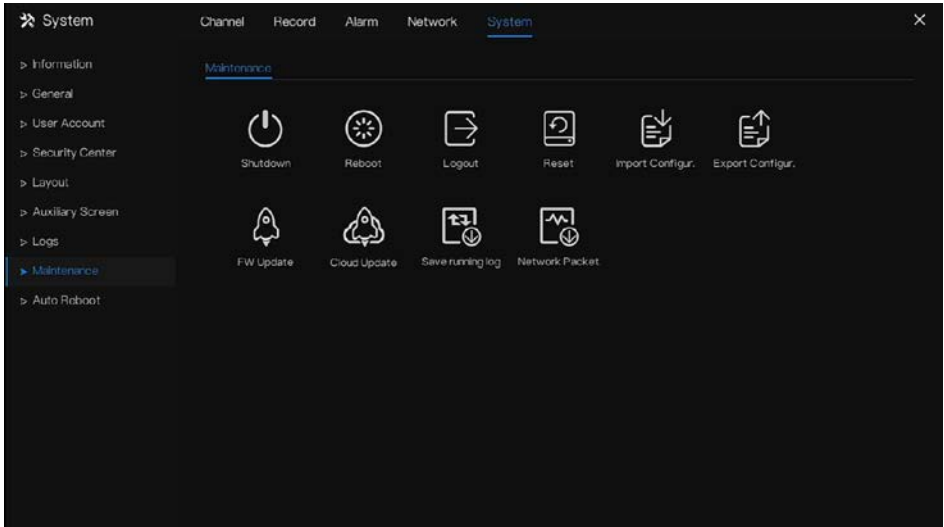 System Channel Record Alarm Network System
Information
General
User Account
Security Center
Layout
Auxiliary Screen
Logs
Maintenance
Auto Reboot
Maintenance
Shutdown Reboot Logout Reset Import Configur. Export Configur.
FW Update Cloud Update Save running log Network Packet